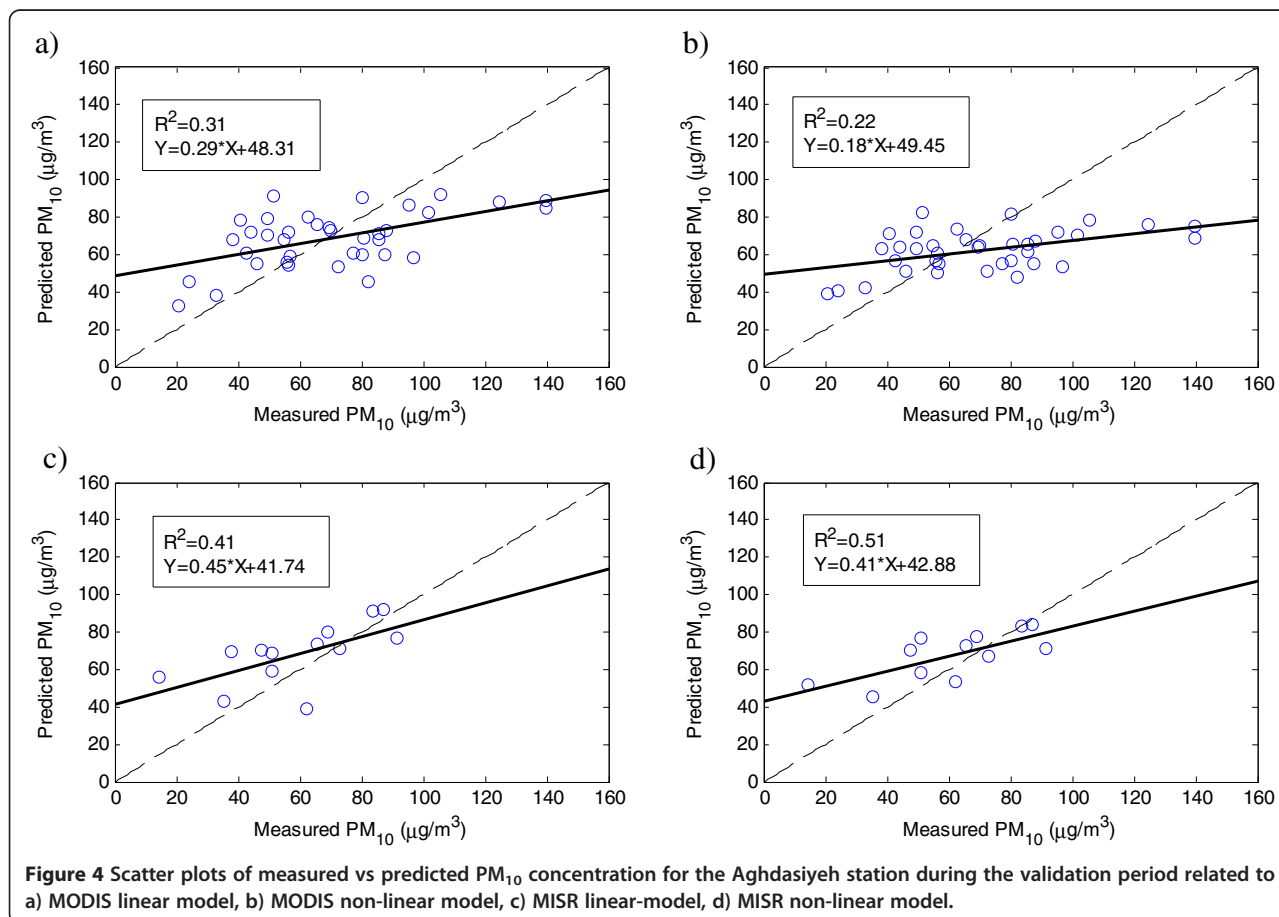 a)
160
140
120
100
80
60
40
20
0
Predicted PM10 (µg/m3)
R2=0.31
Y=0.29*X+48.31
0 20 40 60 80 100 120 140 160
Measured PM10 (µg/m3)
b)
160
140
120
100
80
60
40
20
0
Predicted PM10 (µg/m3)
R2=0.22
Y=0.18*X+49.45
0 20 40 60 80 100 120 140 160
Measured PM10 (µg/m3)
c)
160
140
120
100
80
60
40
20
0
Predicted PM10 (µg/m3)
R2=0.41
Y=0.45*X+41.74
0 20 40 60 80 100 120 140 160
Measured PM10 (µg/m3)
d)
160
140
120
100
80
60
40
20
0
Predicted PM10 (µg/m3)
R2=0.51
Y=0.41*X+42.88
0 20 40 60 80 100 120 140 160
Measured PM10 (µg/m3)
Figure 4 Scatter plots of measured vs predicted PM10 concentration for the Aghdasiyeh station during the validation period related to
a) MODIS linear model, b) MODIS non-linear model, c) MISR linear-model, d) MISR non-linear model.